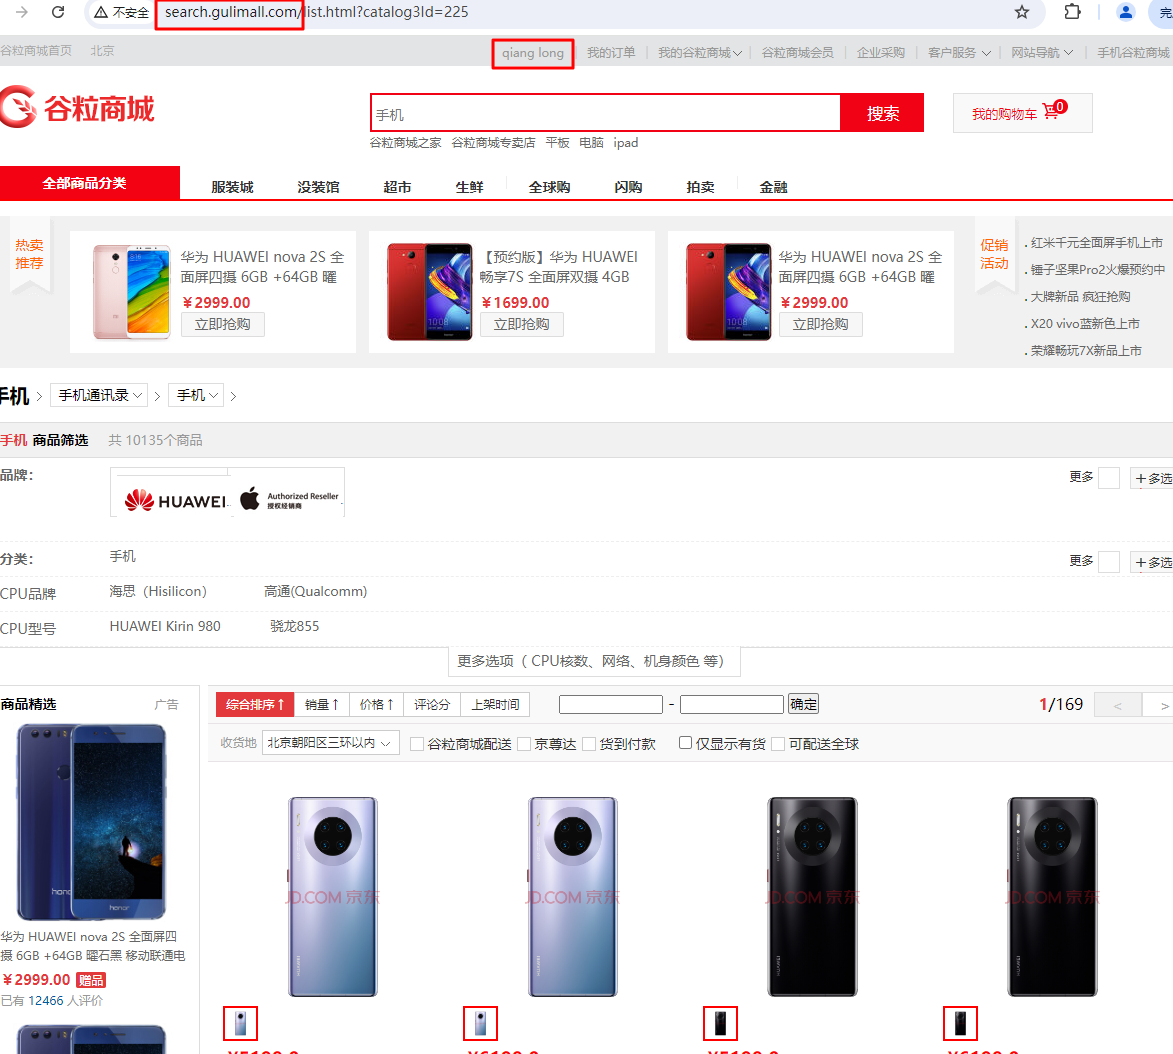 不安全 search.gulimall.com/list.html?catalog3Id=225
谷粒商城首页 北京 qiang long 我的订单 我的谷粒商城 谷粒商城会员 企业采购 客户服务 网站导航 手机谷粒商城
谷粒商城
手机 搜索 我的购物车 0
谷粒商城之家 谷粒商城专卖店 平板 电脑 ipad
全部商品分类 服装城 没装馆 超市 生鲜 全球购 闪购 拍卖 金融
热卖
推荐
华为 HUAWEI nova 2S 全
面屏四摄 6GB +64GB 曜
¥2999.00
立即抢购
【预约版】华为 HUAWEI
畅享7S 全面屏双摄 4GB
¥1699.00
立即抢购
华为 HUAWEI nova 2S 全
面屏四摄 6GB +64GB 曜
¥2999.00
立即抢购
促销
活动
. 红米千元全面屏手机上市
. 锤子坚果Pro2火爆预约中
. 大牌新品 疯狂抢购
. X20 vivo蓝新色上市
. 荣耀畅玩7X新品上市
手机 > 手机通讯录 > 手机 >
手机 商品筛选 共 10135个商品
品牌: HUAWEI Authorized Reseller 更多 +多选
授权经销商
分类: 手机 更多 +多选
CPU品牌 海思（Hisilicon） 高通(Qualcomm)
CPU型号 HUAWEI Kirin 980 骁龙855
更多选项（ CPU核数、网络、机身颜色 等）
商品精选 广告
综合排序↑ 销量↑ 价格↑ 评论分 上架时间 - 确定 1/169 < >
收货地 北京朝阳区三环以内 谷粒商城配送 京尊达 货到付款 仅显示有货 可配送全球
honor
honor
华为 HUAWEI nova 2S 全面屏四
摄 6GB +64GB 曜石黑 移动联通电
¥2999.00 赠品
已有 12466 人评价
JD.COM 京东 JD.COM 京东 JD.COM 京东 JD.COM 京东
¥5199.0 ¥6199.0 ¥5199.0 ¥6199.0